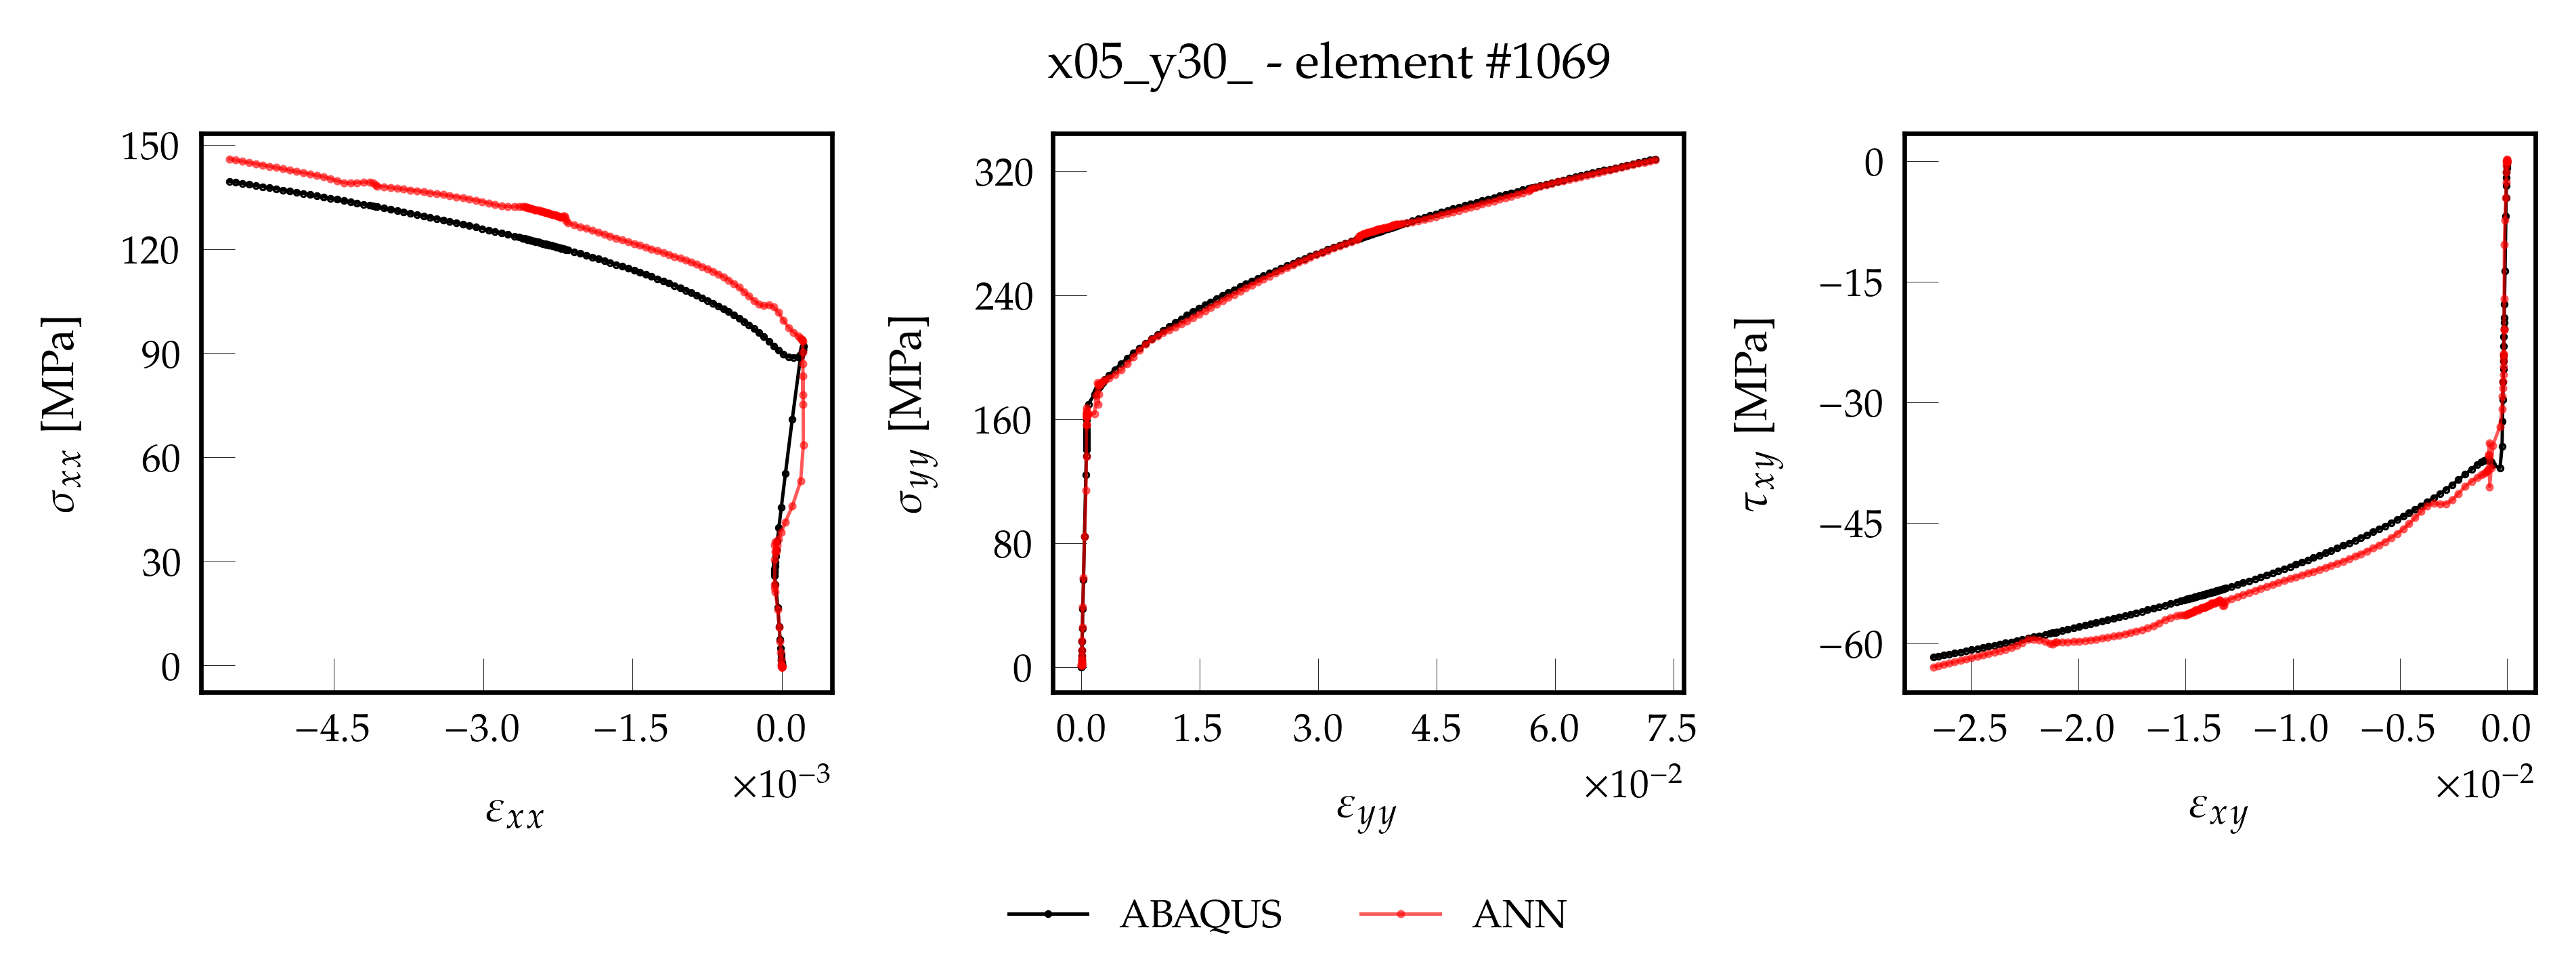 x05_y30_ - element #1069
150
120
90
60
30
0
σxx [MPa]
−4.5 −3.0 −1.5 0.0
×10−3
εxx
320
240
160
80
0
σyy [MPa]
0.0 1.5 3.0 4.5 6.0 7.5
×10−2
εyy
0
−15
−30
−45
−60
τxy [MPa]
−2.5 −2.0 −1.5 −1.0 −0.5 0.0
×10−2
εxy
ABAQUS ANN